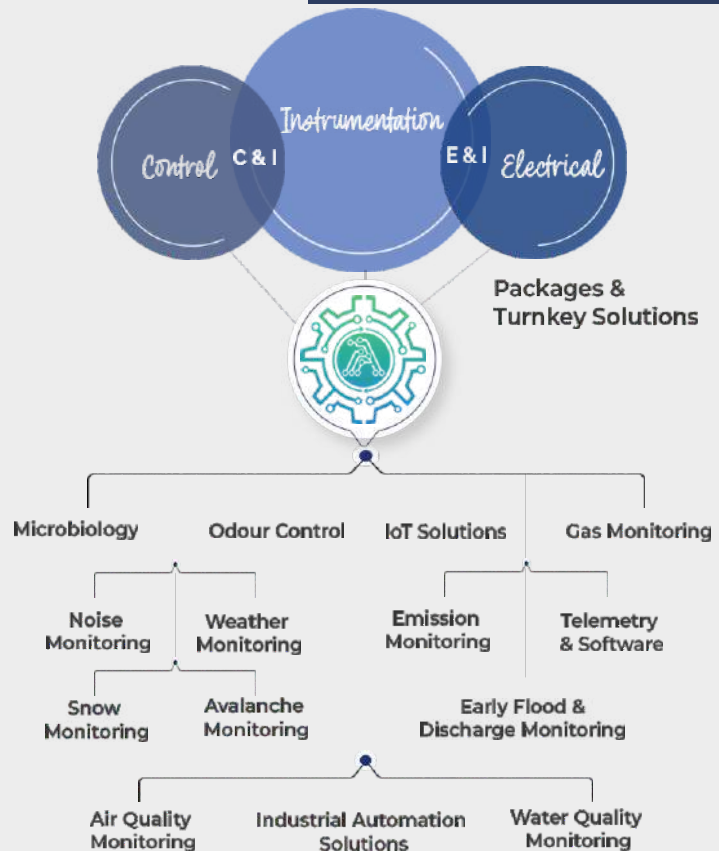 Instrumentation
Control
C & I
E & I
Electrical
Packages &
Turnkey Solutions
Microbiology
Odour Control
IoT Solutions
Gas Monitoring
Noise
Monitoring
Weather
Monitoring
Emission
Monitoring
Telemetry
& Software
Snow
Monitoring
Avalanche
Monitoring
Early Flood &
Discharge Monitoring
Air Quality
Monitoring
Industrial Automation
Solutions
Water Quality
Monitoring